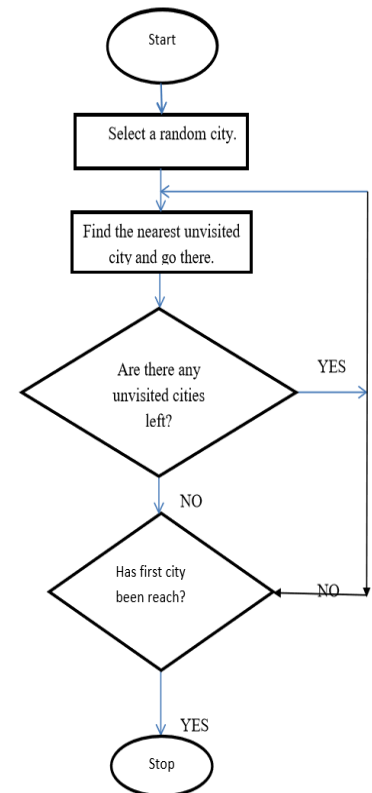 Start
Select a random city.
Find the nearest unvisited
city and go there.
Are there any
unvisited cities
left?
YES
NO
Has first city
been reach?
NO
YES
Stop